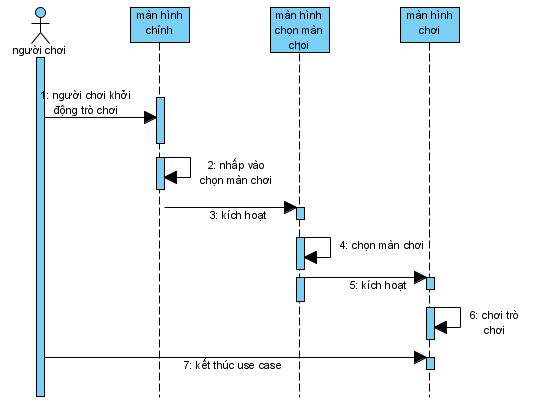 màn hình
chính
màn hình
chọn màn
choi
màn hình
chơi
người chơi
1: người chơi khởi
động trò chơi
2: nhấp vào
chọn màn chơi
3: kích hoạt
4: chọn màn chơi
5: kích hoạt
6: chơi trò
chơi
7: kết thúc use case